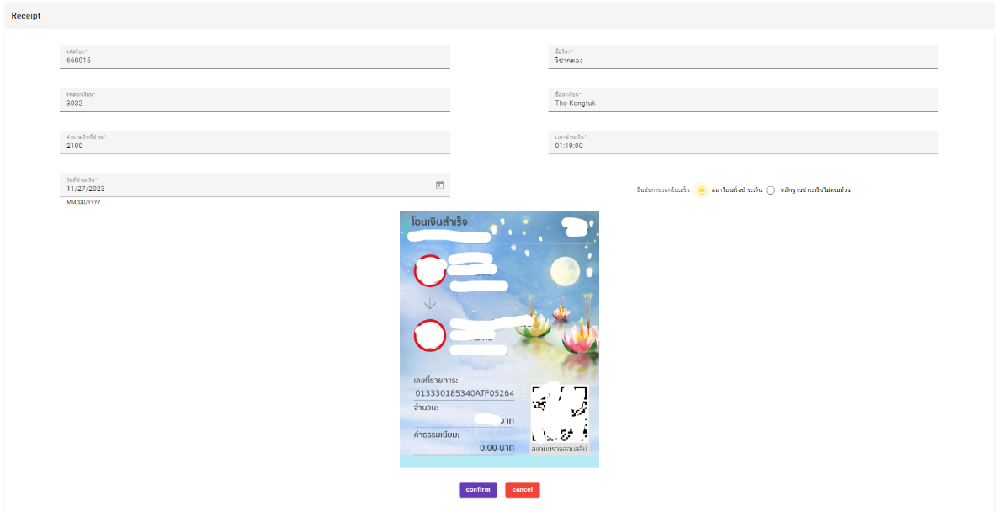 Receipt
รหัสวิชา*
660015
ชื่อวิชา*
วิชากลอง
รหัสนักเรียน*
3032
ชื่อนักเรียน*
Tho Kongtuk
จำนวนเงินที่ชำระ*
2100
เวลาชำระเงิน*
01:19:00
วันที่ชำระเงิน*
11/27/2023
MM/DD/YYYY
ยืนยันการออกใบเสร็จ : ออกใบเสร็จชำระเงิน หลักฐานชำระเงินไม่ครบถ้วน
โอนเงินสำเร็จ
เลขที่รายการ:
013330185340ATF05264
จำนวน:
บาท
ค่าธรรมเนียม:
0.00 บาท
สแกนตรวจสอบสลิป
confirm cancel